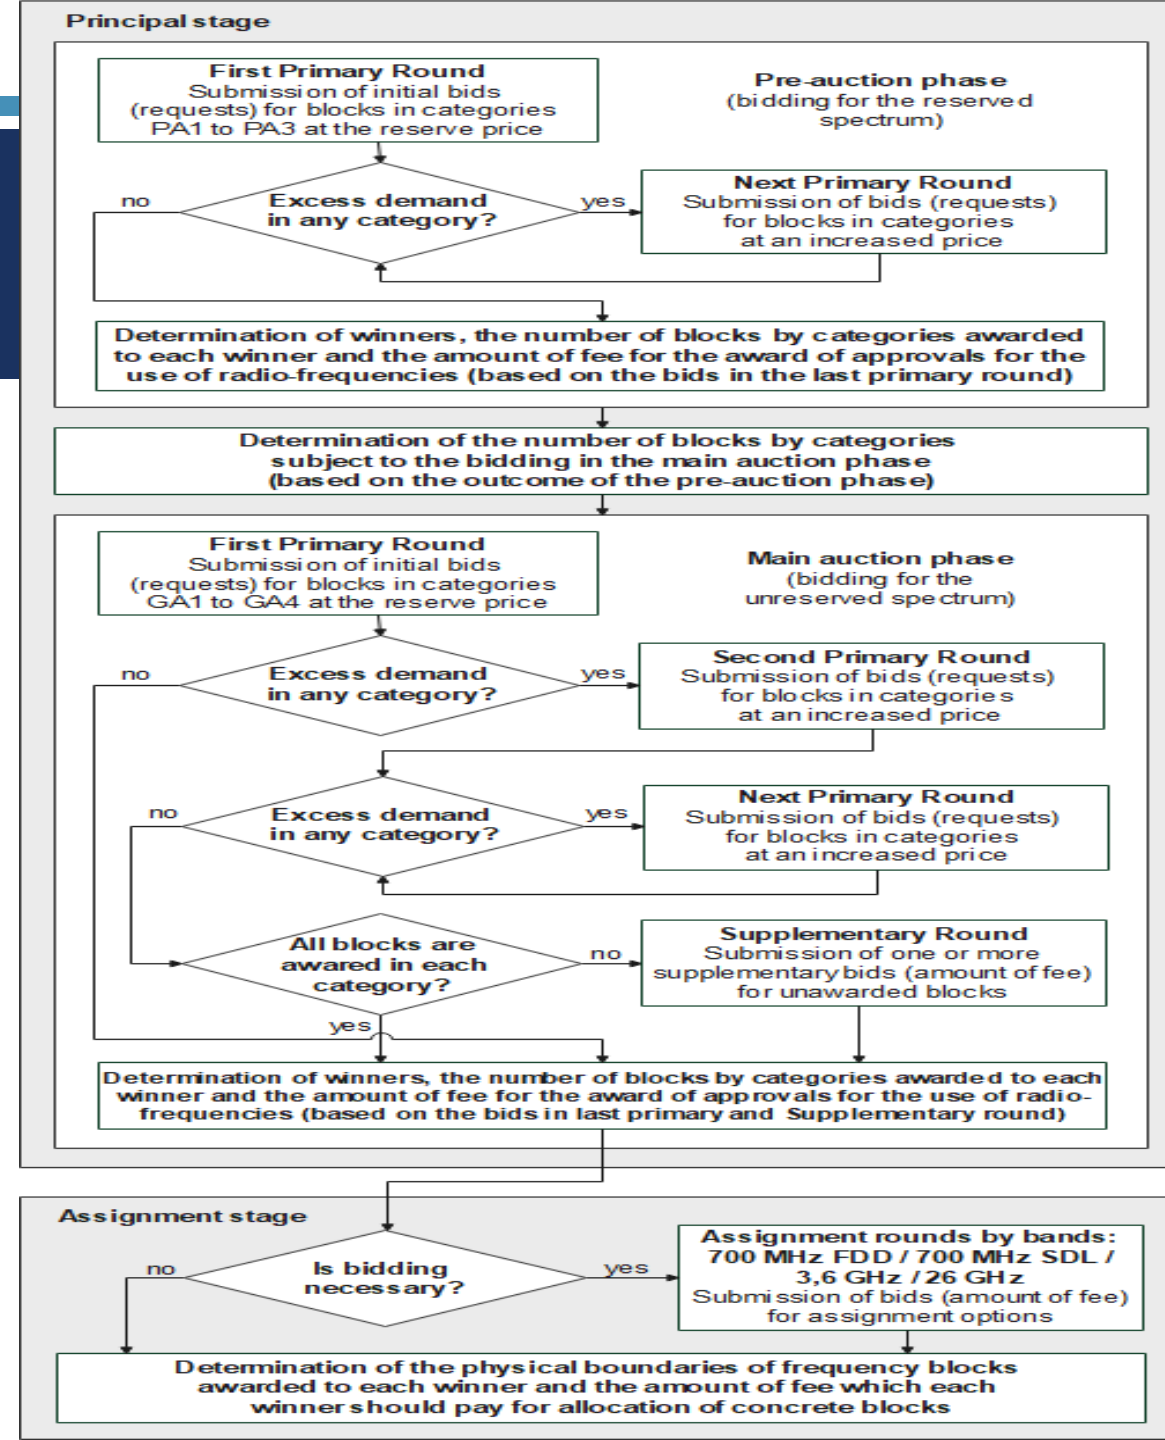 Principal stage
First Primary Round
Submission of initial bids
(requests) for blocks in categories
PA1 to PA3 at the reserve price
Pre-auction phase
(bidding for the reserved
spectrum)
Excess demand
in any category?
no
yes
Next Primary Round
Submission of bids (requests)
for blocks in categories
at an increased price
Determination of winners, the number of blocks by categories awarded
to each winner and the amount of fee for the award of approvals for the
use of radio-frequencies (based on the bids in the last primary round)
Determination of the number of blocks by categories
subject to the bidding in the main auction phase
(based on the outcome of the pre-auction phase)
First Primary Round
Submission of initial bids
(requests) for blocks in categories
GA1 to GA4 at the reserve price
Main auction phase
(bidding for the
unreserved spectrum)
Excess demand
in any category?
no
yes
Second Primary Round
Submission of bids (requests)
for blocks in categories
at an increased price
Excess demand
in any category?
no
yes
Next Primary Round
Submission of bids (requests)
for blocks in categories
at an increased price
All blocks are
awared in each
category?
no
yes
Supplementary Round
Submission of one or more
supplementary bids (amount of fee)
for unawarded blocks
Determination of winners, the number of blocks by categories awarded to each
winner and the amount of fee for the award of approvals for the use of radio-
frequencies (based on the bids in last primary and Supplementary round)
Assignment stage
Is bidding
necessary?
no
yes
Assignment rounds by bands:
700 MHz FDD / 700 MHz SDL /
3,6 GHz / 26 GHz
Submission of bids (amount of fee)
for assignment options
Determination of the physical boundaries of frequency blocks
awarded to each winner and the amount of fee which each
winner should pay for allocation of concrete blocks